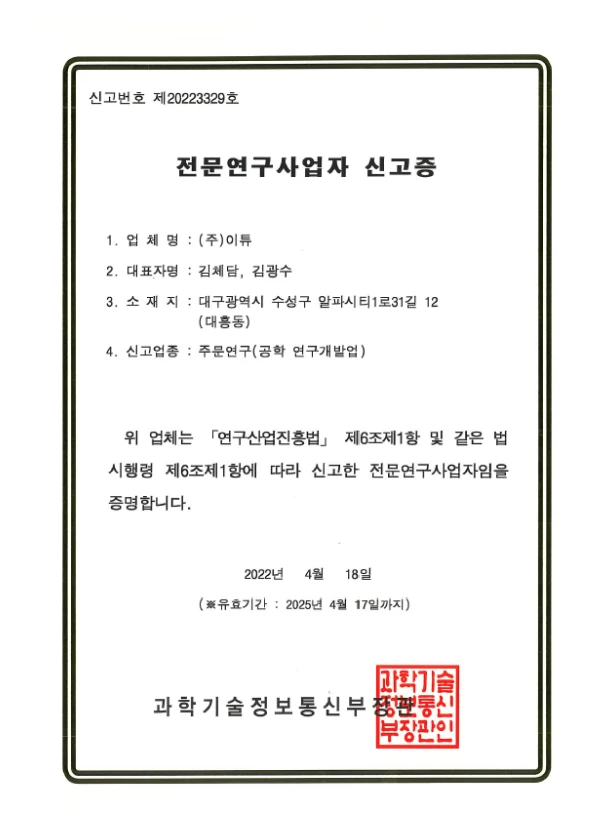 신고번호 제20223329호
전문연구사업자 신고증
1. 업 체 명 : (주)이튜
2. 대표자명 : 김체담, 김광수
3. 소 재 지 : 대구광역시 수성구 알파시티1로31길 12
(대흥동)
4. 신고업종 : 주문연구(공학 연구개발업)
위 업체는 「연구산업진흥법」 제6조제1항 및 같은 법
시행령 제6조제1항에 따라 신고한 전문연구사업자임을
증명합니다.
2022년 4월 18일
(※유효기간 : 2025년 4월 17일까지)
과학기술정보통신부장관
과학기술
정보통신
부장관인